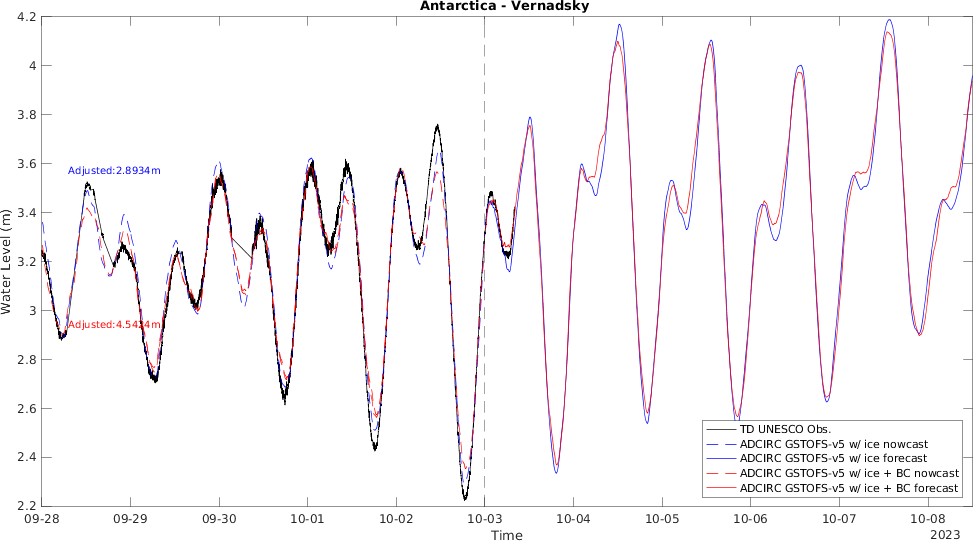 Antarctica - Vernadsky
4.2
4
3.8
3.6
3.4
3.2
3
2.8
2.6
2.4
2.2
Water Level (m)
Adjusted:2.8934m
TD UNESCO Obs.
ADCIRC GSTOFS-v5 w/ ice nowcast
ADCIRC GSTOFS-v5 w/ ice forecast
ADCIRC GSTOFS-v5 w/ ice + BC nowcast
ADCIRC GSTOFS-v5 w/ ice + BC forecast
09-28 09-29 09-30 10-01 10-02 10-03 10-04 10-05 10-06 10-07 10-08
Time
2023